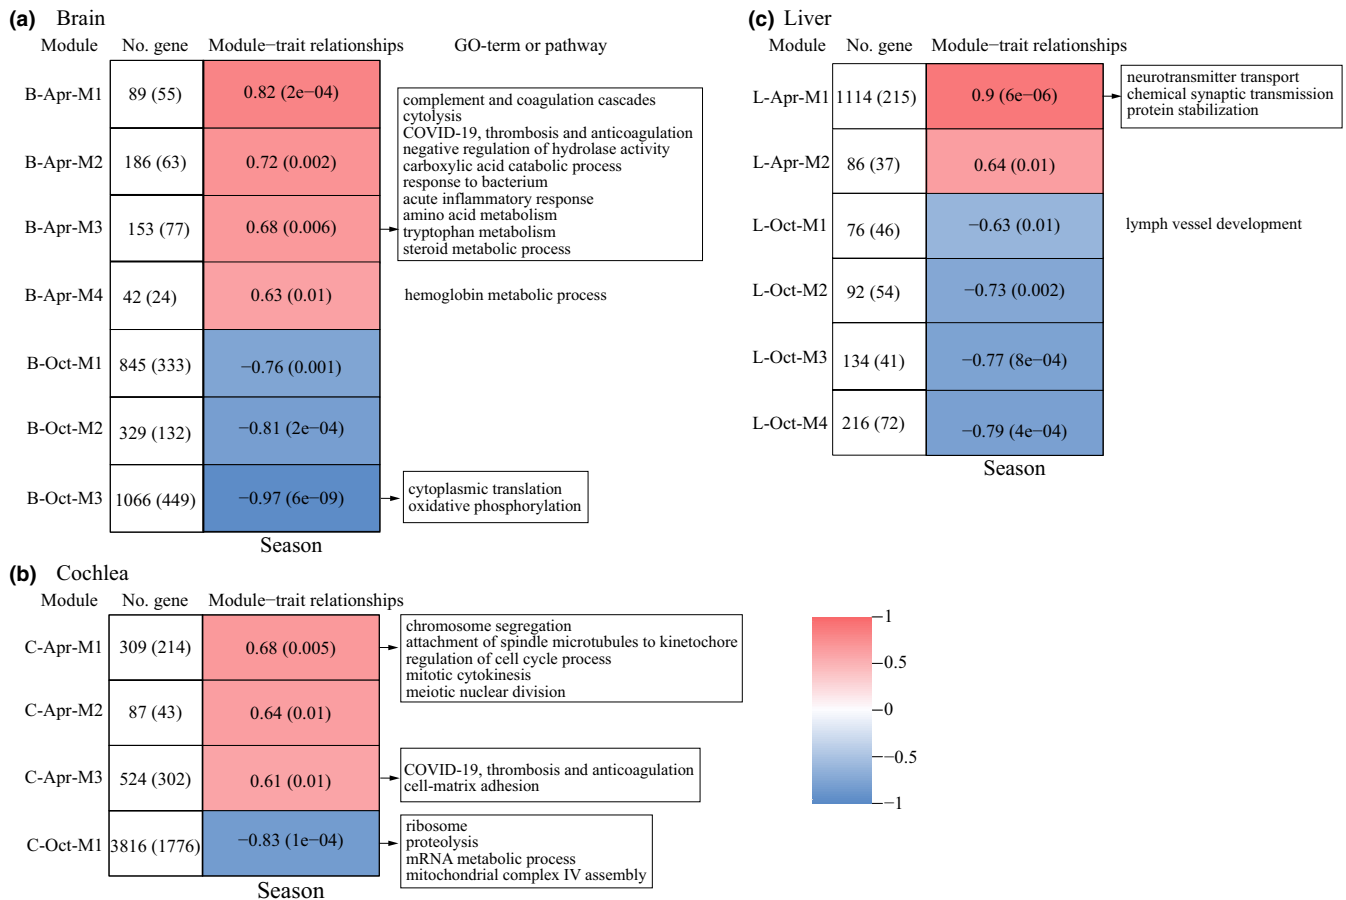 (a) Brain
Module No. gene Module−trait relationships GO-term or pathway
B-Apr-M1 89 (55) 0.82 (2e−04)
B-Apr-M2 186 (63) 0.72 (0.002)
B-Apr-M3 153 (77) 0.68 (0.006)
complement and coagulation cascades
cytolysis
COVID-19, thrombosis and anticoagulation
negative regulation of hydrolase activity
carboxylic acid catabolic process
response to bacterium
acute inflammatory response
amino acid metabolism
tryptophan metabolism
steroid metabolic process
B-Apr-M4 42 (24) 0.63 (0.01) hemoglobin metabolic process
B-Oct-M1 845 (333) −0.76 (0.001)
B-Oct-M2 329 (132) −0.81 (2e−04)
B-Oct-M3 1066 (449) −0.97 (6e−09)
cytoplasmic translation
oxidative phosphorylation
Season
(b) Cochlea
Module No. gene Module−trait relationships
C-Apr-M1 309 (214) 0.68 (0.005)
chromosome segregation
attachment of spindle microtubules to kinetochore
regulation of cell cycle process
mitotic cytokinesis
meiotic nuclear division
C-Apr-M2 87 (43) 0.64 (0.01)
C-Apr-M3 524 (302) 0.61 (0.01)
COVID-19, thrombosis and anticoagulation
cell-matrix adhesion
C-Oct-M1 3816 (1776) −0.83 (1e−04)
ribosome
proteolysis
mRNA metabolic process
mitochondrial complex IV assembly
Season
(c) Liver
Module No. gene Module−trait relationships
L-Apr-M1 1114 (215) 0.9 (6e−06)
neurotransmitter transport
chemical synaptic transmission
protein stabilization
L-Apr-M2 86 (37) 0.64 (0.01)
L-Oct-M1 76 (46) −0.63 (0.01) lymph vessel development
L-Oct-M2 92 (54) −0.73 (0.002)
L-Oct-M3 134 (41) −0.77 (8e−04)
L-Oct-M4 216 (72) −0.79 (4e−04)
Season
1
0.5
0
−0.5
−1